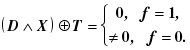 (D ∧ X) ⊕ T = { 0, f = 1,
≠ 0, f = 0.